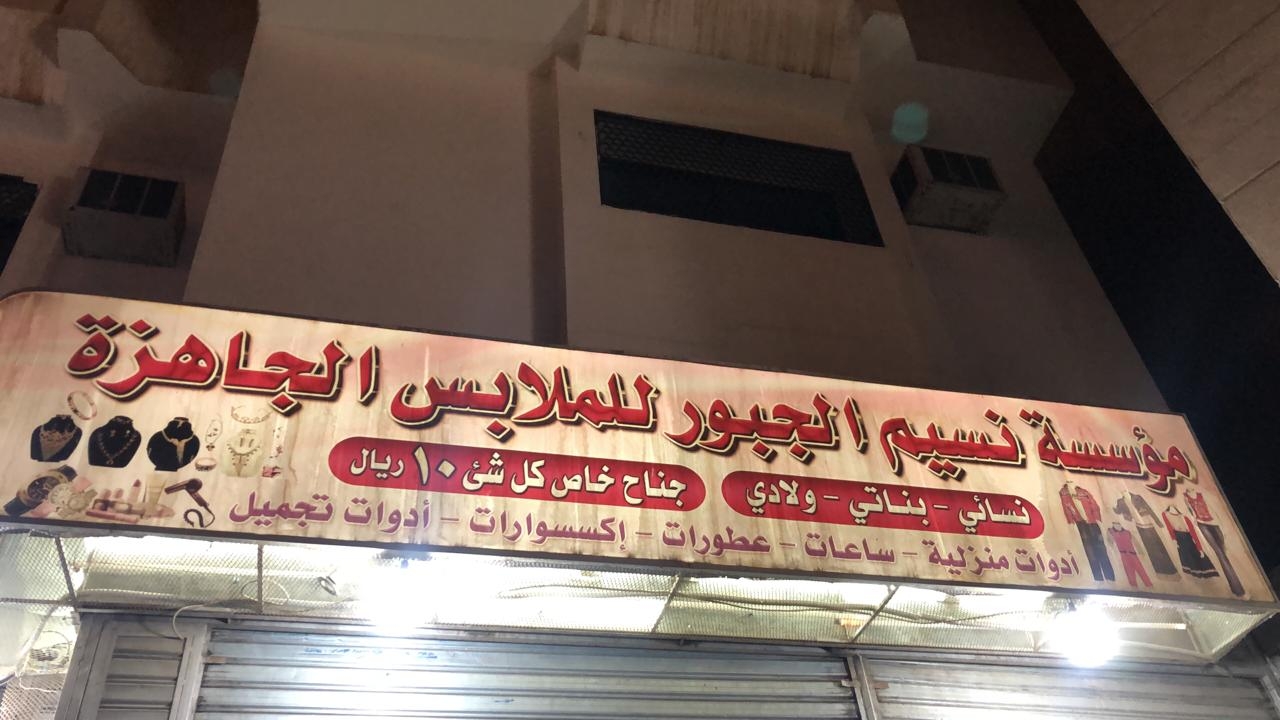 مؤسسة نسيم الجبور للملابس الجاهزة
نسائي - بناتي - ولادي
جناح خاص كل شئ ١٠ ريال
أدوات منزلية - ساعات - عطورات - إكسسوارات - أدوات تجميل